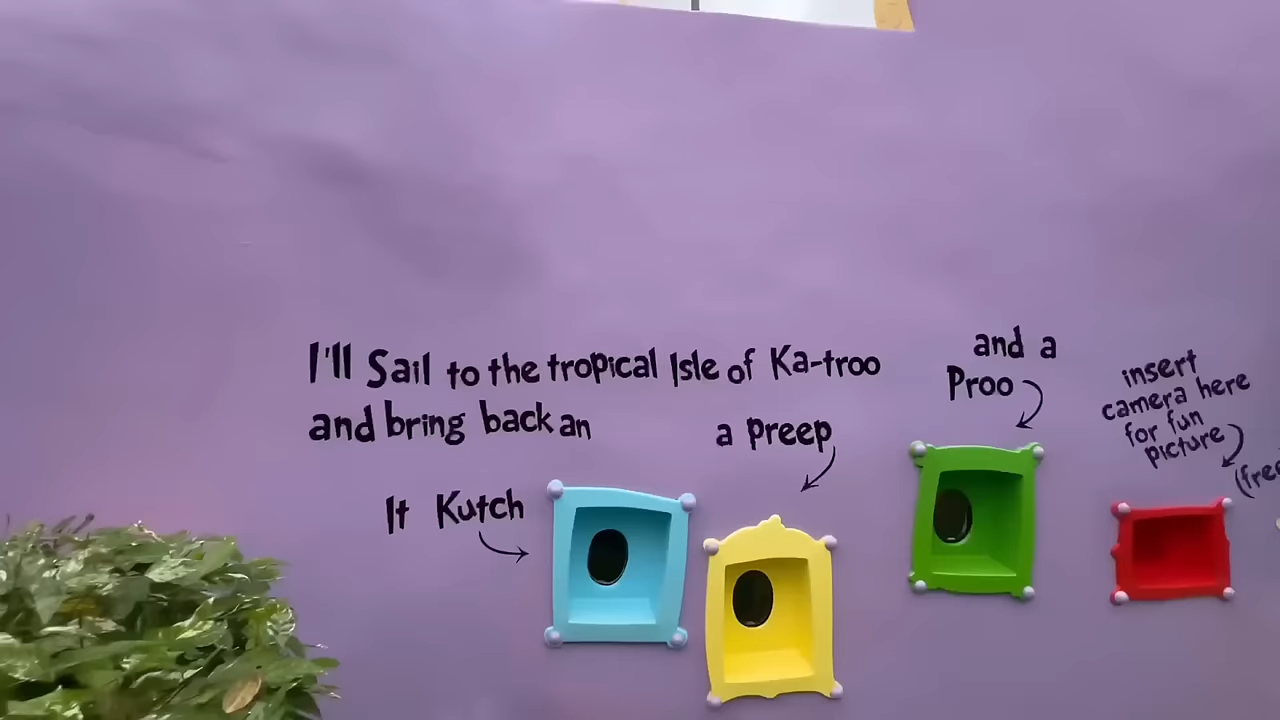 I'll Sail to the tropical Isle of Ka-troo
and bring back an
It Kutch
a Preep
and a
Proo
insert
camera here
for fun
picture